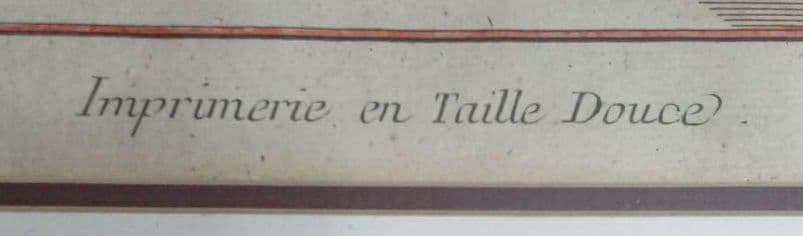 Imprimerie en Taille Douce.